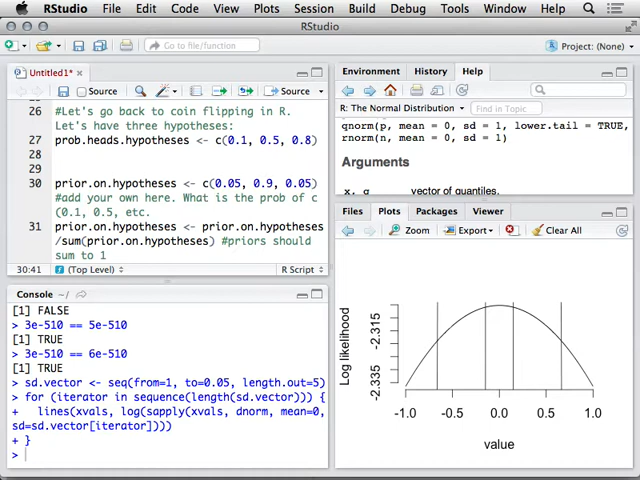 RStudio File Edit Code View Plots Session Build Debug Tools Window Help
RStudio
Go to file/function
Project: (None)
Untitled1*
Source
Source
26 #Let's go back to coin flipping in R.
Let's have three hypotheses:
27 prob.heads.hypotheses <- c(0.1, 0.5, 0.8)
28
29
30 prior.on.hypotheses <- c(0.05, 0.9, 0.05)
#add your own here. What is the prob of c
(0.1, 0.5, etc.
31 prior.on.hypotheses <- prior.on.hypotheses
/sum(prior.on.hypotheses) #priors should
sum to 1
30:41 (Top Level) R Script
Console ~/
[1] FALSE
> 3e-510 == 5e-510
[1] TRUE
> 3e-510 == 6e-510
[1] TRUE
> sd.vector <- seq(from=1, to=0.05, length.out=5)
> for (iterator in sequence(length(sd.vector))) {
+ lines(xvals, log(sapply(xvals, dnorm, mean=0,
sd=sd.vector[iterator])))
+ }
>
Environment History Help
R: The Normal Distribution Find in Topic
qnorm(p, mean = 0, sd = 1, lower.tail = TRUE,
rnorm(n, mean = 0, sd = 1)
Arguments
x, q vector of quantiles.
Files Plots Packages Viewer
Zoom Export Clear All
Log likelihood
-2.335 -2.315
-1.0 -0.5 0.0 0.5 1.0
value